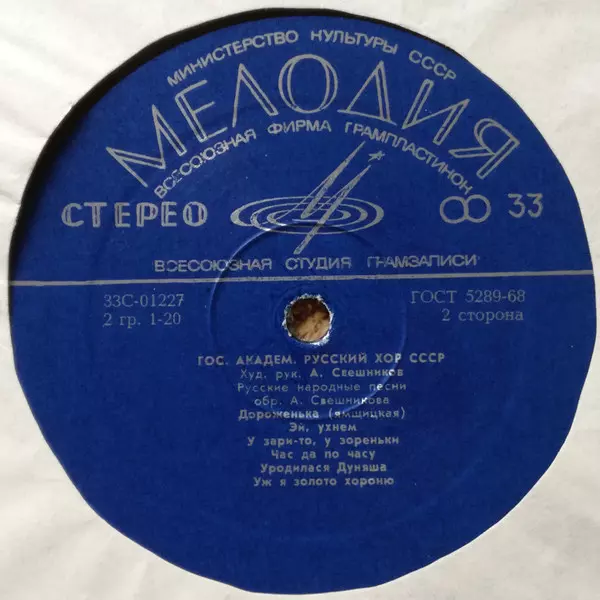 МИНИСТЕРСТВО КУЛЬТУРЫ СССР
МЕЛОДИЯ
ВСЕСОЮЗНАЯ ФИРМА ГРАМПЛАСТИНОК
СТЕРЕО
33
ВСЕСОЮЗНАЯ СТУДИЯ ГРАМЗАПИСИ
33С-01227
ГОСТ 5289-68
2 гр. 1-20
2 сторона
ГОС. АКАДЕМ. РУССКИЙ ХОР СССР
Худ. рук. А. Свешников
Русские народные песни
обр. А. Свешникова
Дороженька (ямщицкая)
Эй, ухнем
У зари-то, у зореньки
Час да по часу
Уродилася Дуняша
Уж я золото хороню